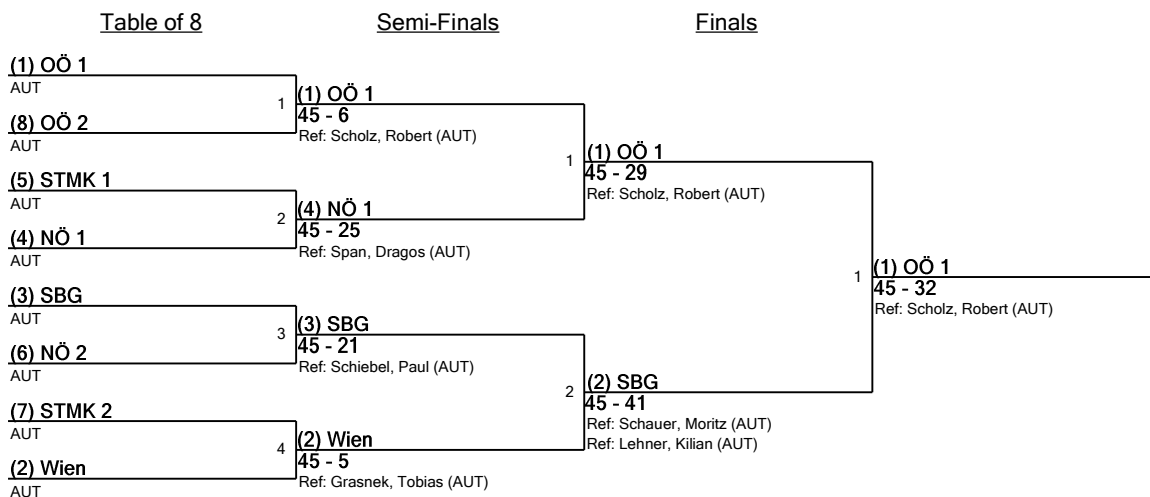 Table of 8 Semi-Finals Finals
(1) OÖ 1
AUT
(8) OÖ 2
AUT
(5) STMK 1
AUT
(4) NÖ 1
AUT
(3) SBG
AUT
(6) NÖ 2
AUT
(7) STMK 2
AUT
(2) Wien
AUT
1
(1) OÖ 1
45 - 6
Ref: Scholz, Robert (AUT)
2
(4) NÖ 1
45 - 25
Ref: Span, Dragos (AUT)
3
(3) SBG
45 - 21
Ref: Schiebel, Paul (AUT)
4
(2) Wien
45 - 5
Ref: Grasnek, Tobias (AUT)
1
(1) OÖ 1
45 - 29
Ref: Scholz, Robert (AUT)
2
(2) SBG
45 - 41
Ref: Schauer, Moritz (AUT)
Ref: Lehner, Kilian (AUT)
1
(1) OÖ 1
45 - 32
Ref: Scholz, Robert (AUT)